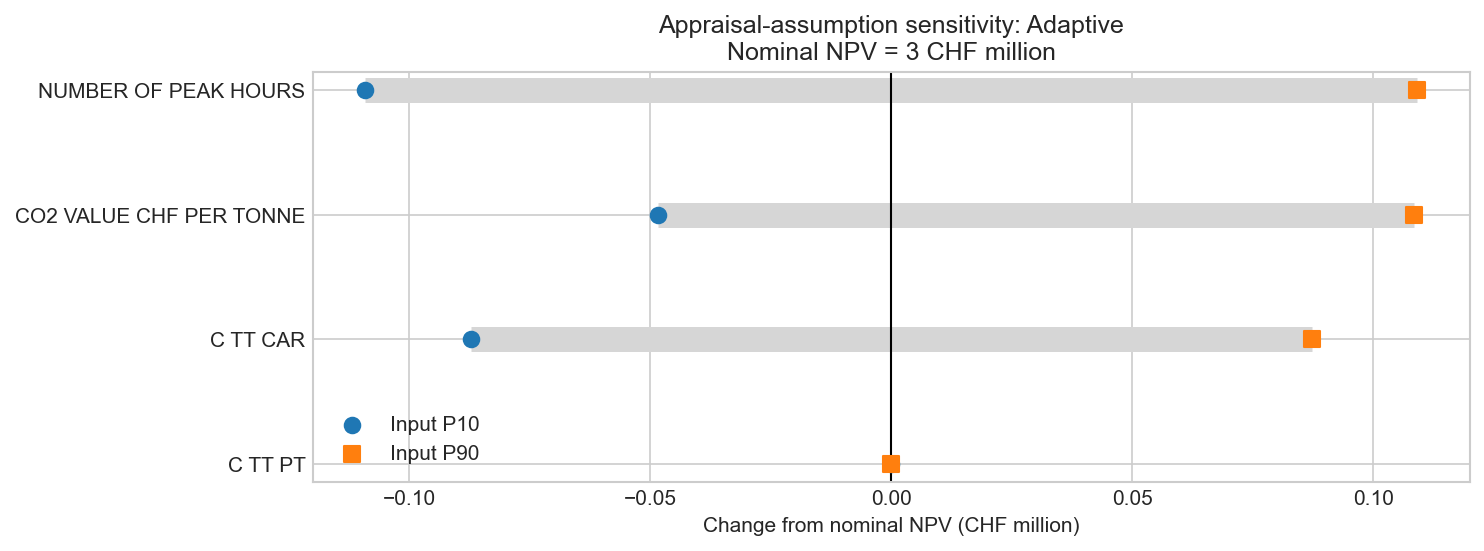 Appraisal-assumption sensitivity: Adaptive
Nominal NPV = 3 CHF million
NUMBER OF PEAK HOURS
CO2 VALUE CHF PER TONNE
C TT CAR
C TT PT
Input P10
Input P90
−0.10
−0.05
0.00
0.05
0.10
Change from nominal NPV (CHF million)